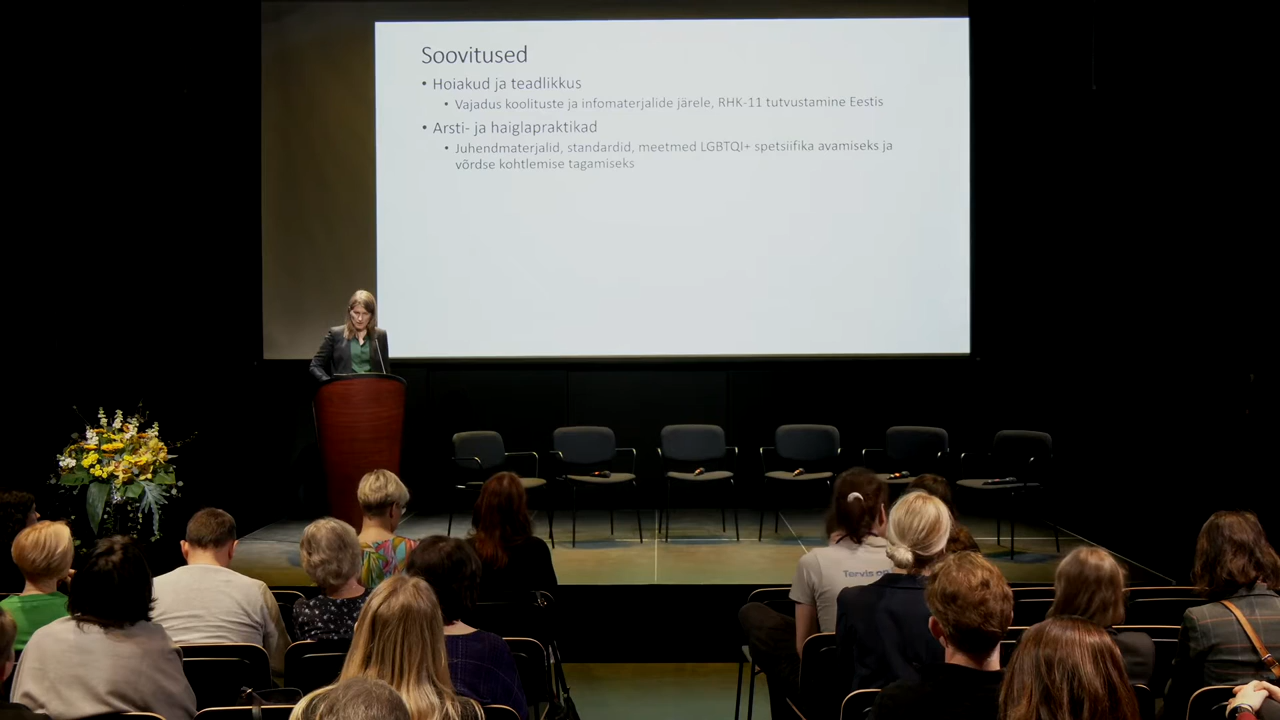 Soovitused
• Hoiakud ja teadlikkus
• Vajadus koolituste ja infomaterjalide järele, RHK-11 tutvustamine Eestis
• Arsti- ja haiglapraktikad
• Juhendmaterjalid, standardid, meetmed LGBTQI+ spetsiifika avamiseks ja
võrdse kohtlemise tagamiseks
Tervis